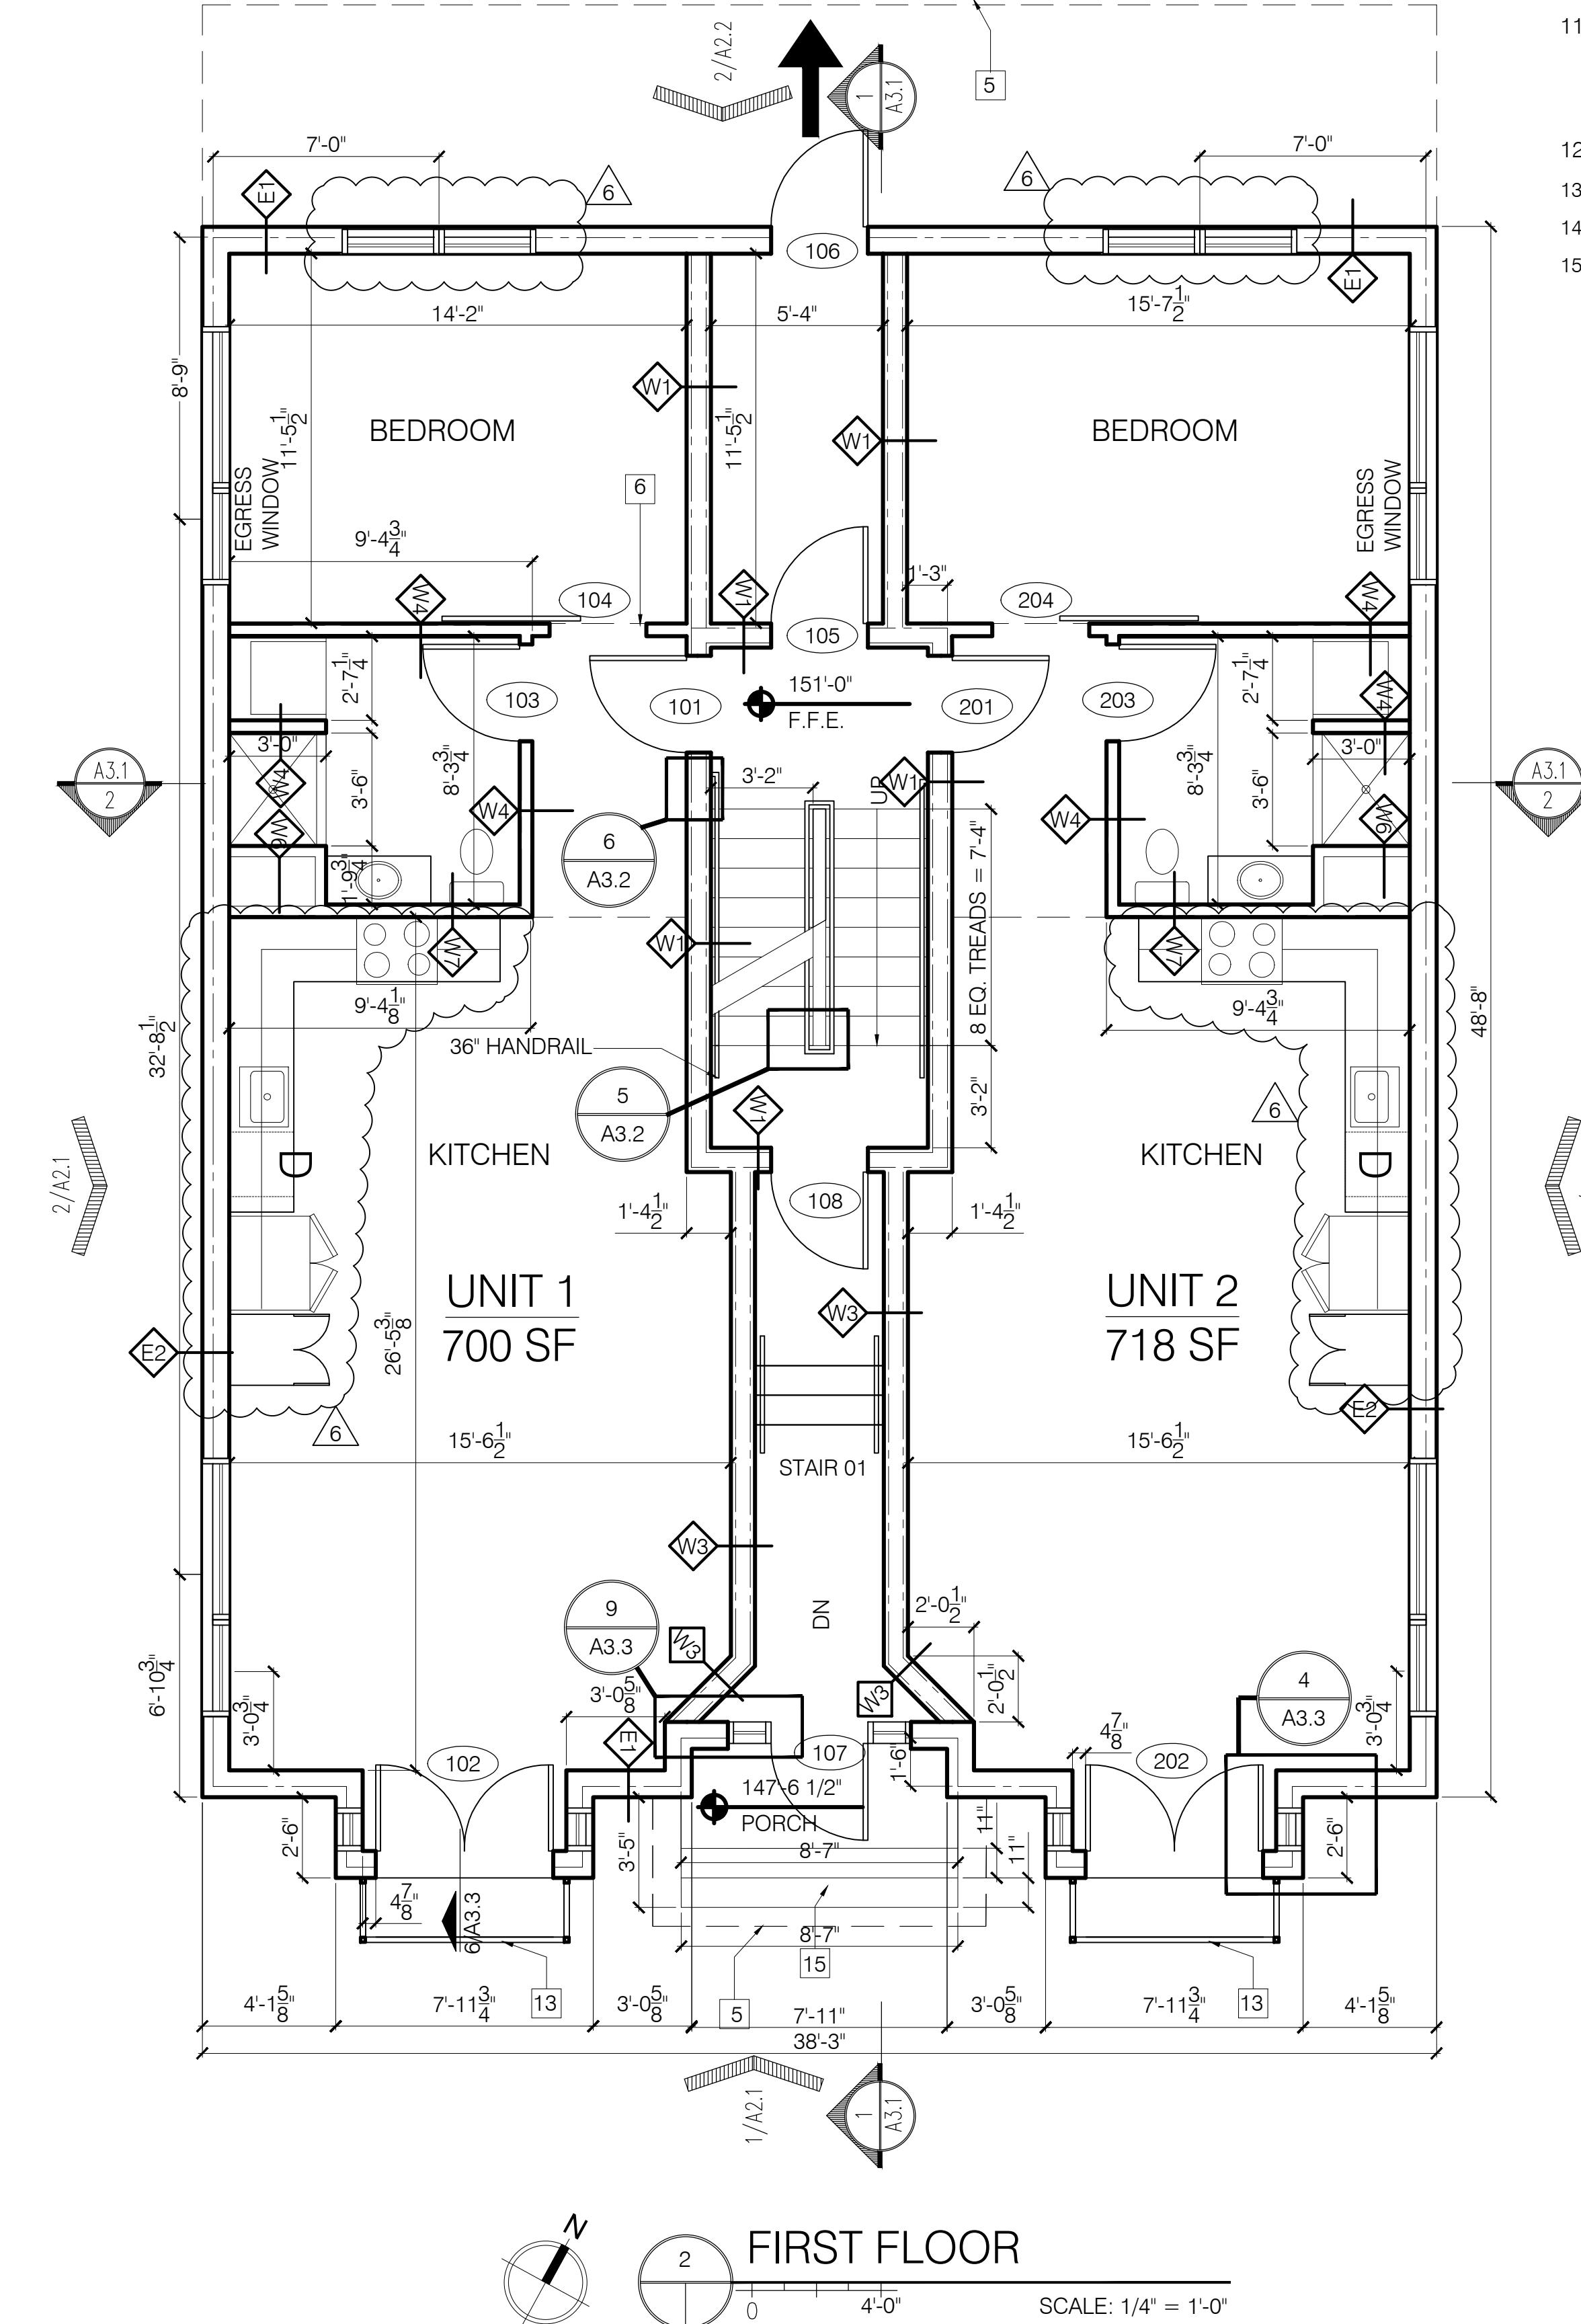 11
2/A2.2
1
A3.1
5
7'-0"
7'-0"
12
6
6
13
E1
14
106
15
E1
14'-2"
5'-4"
15'-7 1/2"
8'-9"
W1
11'-5 1/2"
11'-5 1/2"
BEDROOM
W1
BEDROOM
EGRESS
WINDOW
6
EGRESS
WINDOW
9'-4 3/4"
1'-3"
W4
104
W1
204
W4
105
2'-7 1/4"
151'-0"
F.F.E.
2'-7 1/4"
103
101
201
203
W4
3'-0"
3'-0"
A3.1
2
W4
3'-6"
8'-3 3/4"
3'-2"
UP
W1
8'-3 3/4"
3'-6"
A3.1
2
W4
W4
W6
W6
6
A3.2
1'-9 3/4"
8 EQ. TREADS = 7'-4"
W1
W7
W7
9'-4 1/8"
9'-4 3/4"
48'-8"
32'-8 1/2"
36" HANDRAIL
5
A3.2
W1
3'-2"
6
KITCHEN
KITCHEN
2/A2.1
1'-4 1/2"
108
1'-4 1/2"
UNIT 1
700 SF
UNIT 2
718 SF
W3
26'-5 3/8"
E2
E2
6
15'-6 1/2"
15'-6 1/2"
STAIR 01
W3
9
A3.3
DN
2'-0 1/2"
W3
W3
2'-0 1/2"
6'-10 3/4"
3'-0 3/4"
3'-0 5/8"
4
A3.3
3'-0 3/4"
E1
4 7/8"
102
107
1'-6"
202
147'-6 1/2"
PORCH
2'-6"
3'-5"
8'-7"
11"
11"
2'-6"
4 7/8"
6/A3.3
8'-7"
15
13
5
13
4'-1 5/8"
7'-11 3/4"
3'-0 5/8"
7'-11"
3'-0 5/8"
7'-11 3/4"
4'-1 5/8"
38'-3"
1/A2.1
1
A3.1
N
2
FIRST FLOOR
0
4'-0"
SCALE: 1/4" = 1'-0"